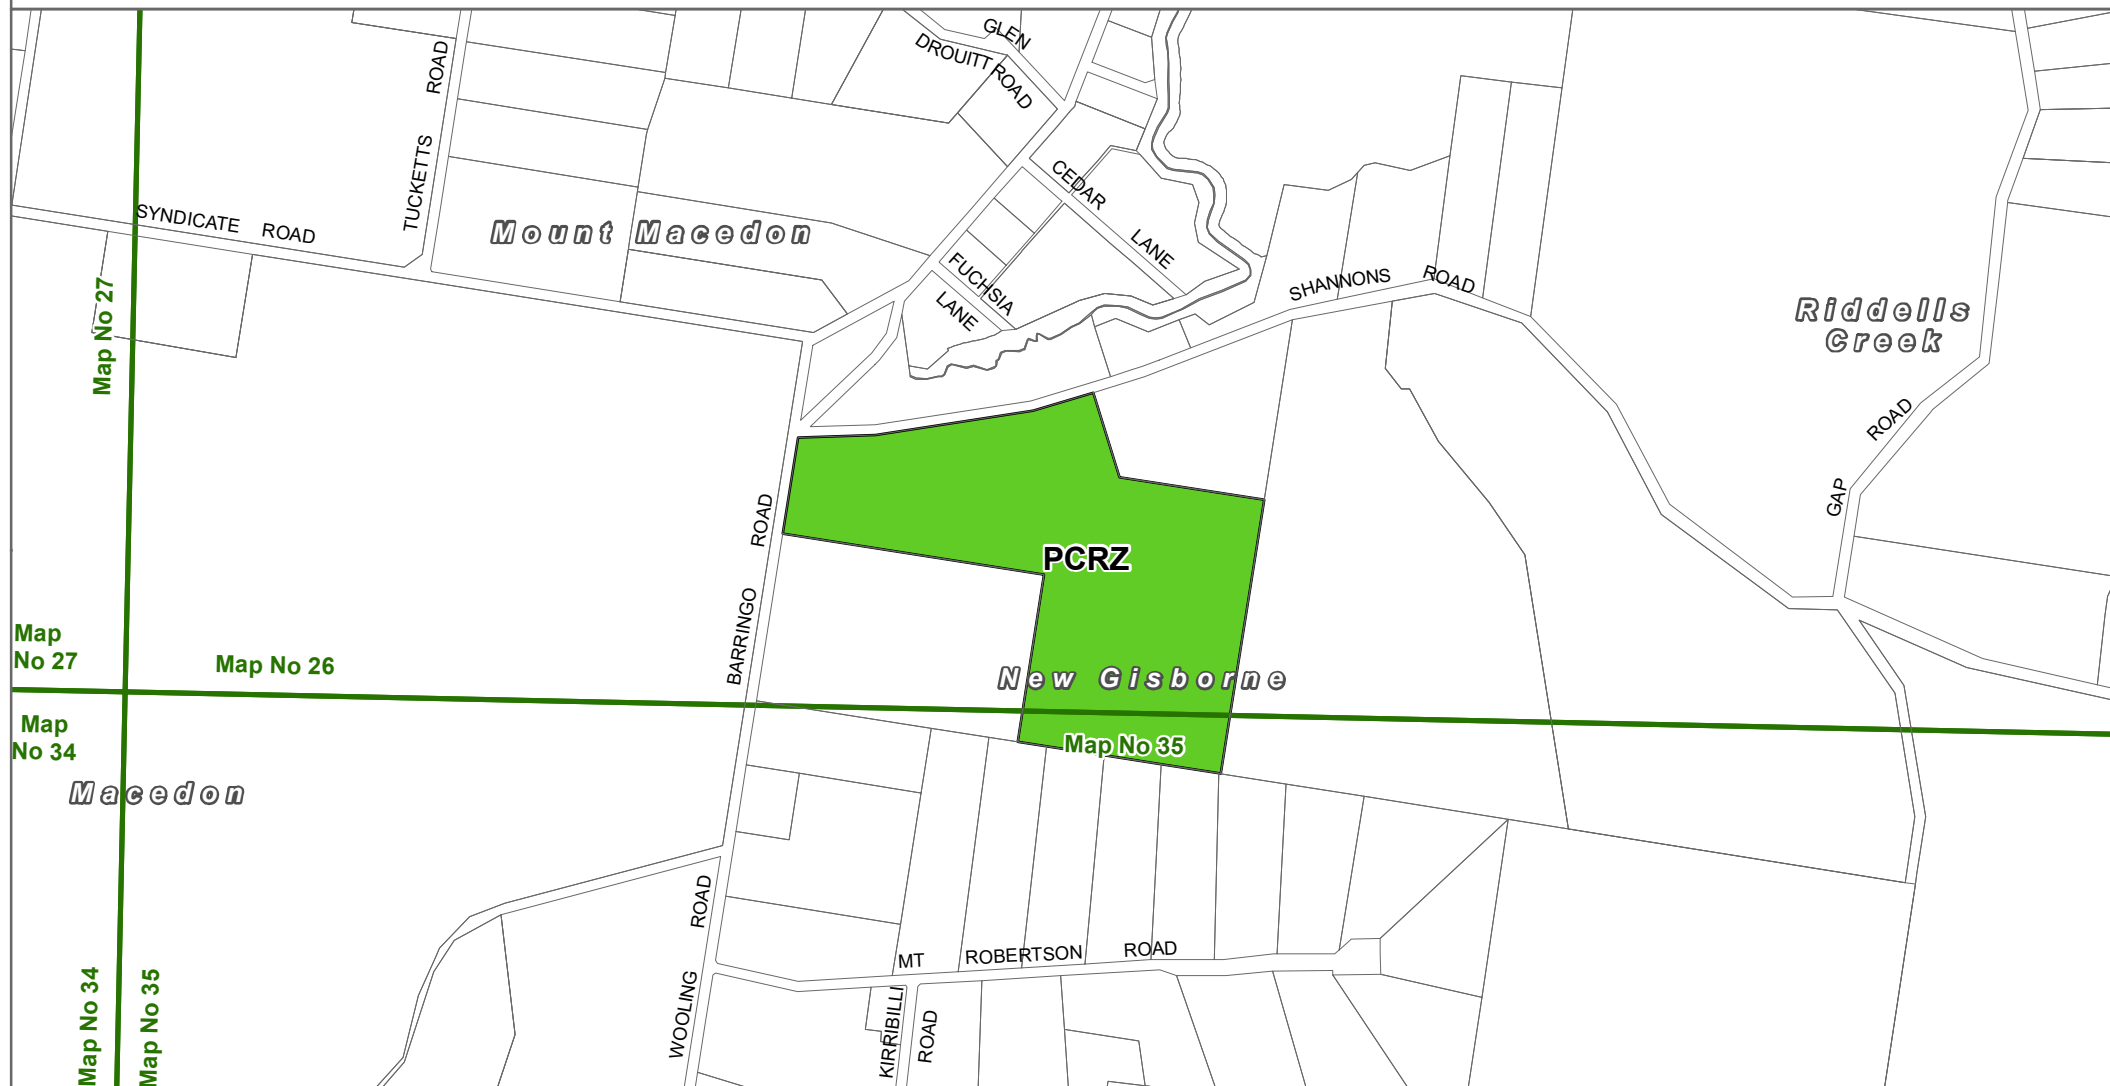 GLEN
DROUITT ROAD
ROAD
TUCKETTS
SYNDICATE ROAD
Mount Macedon
CEDAR
LANE
FUCHSIA
LANE
SHANNONS ROAD
Riddells
Creek
Map No 27
ROAD
GAP
ROAD
BARRINGO
PCRZ
Map
No 27
Map No 26
New Gisborne
Map
No 34
Map No 35
Macedon
ROAD
WOOLING
MT ROBERTSON ROAD
KIRRIBILLI
ROAD
Map No 34
Map No 35